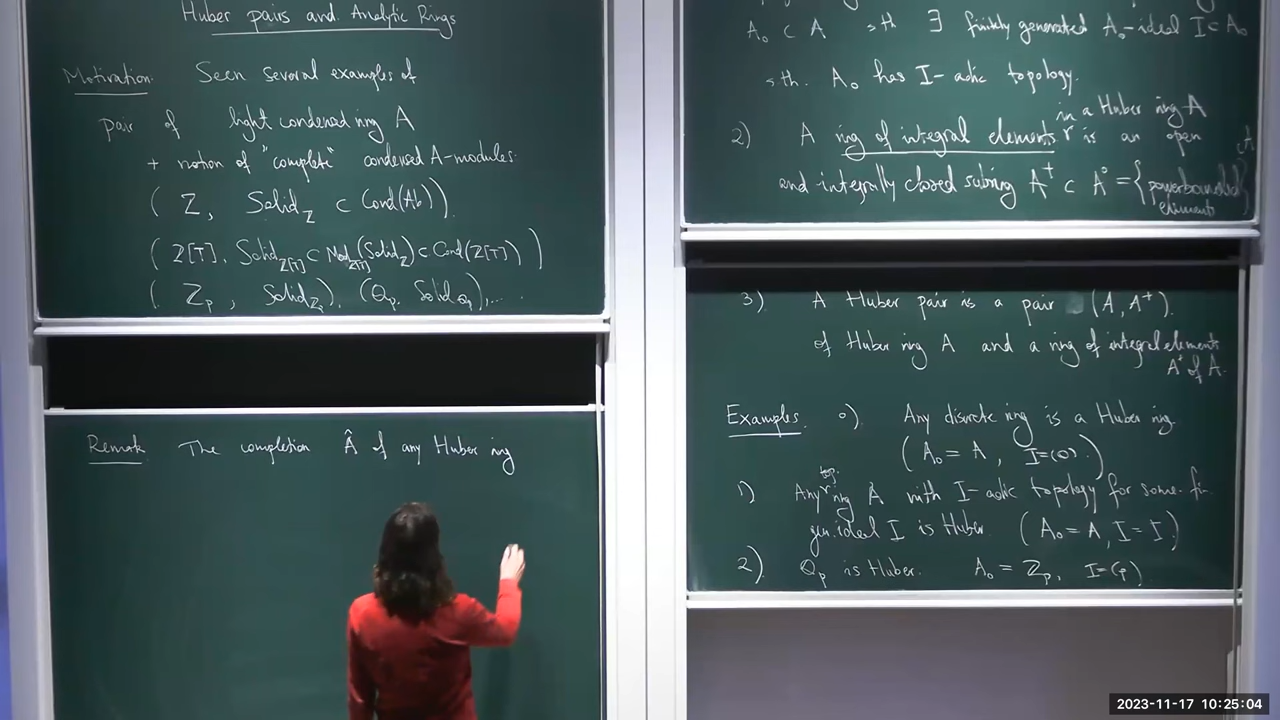 Huber pairs and Analytic Rings
Motivation: Seen several examples of
pair of light condensed ring A
+ notion of "complete" condensed A-modules.
( Z, Solid_Z ⊂ Cond(Ab) ).
( Z[T], Solid_Z[T] ⊂ Mod_Z[T](Solid_Z) ⊂ Cond(Z[T]) )
( Z_p, Solid_Z_p ), (Q_p, Solid_Q_p), ...
Remark. The completion Â of any Huber ring
A_0 ⊂ A s.th ∃ finitely generated A_0-ideal I ⊂ A_0
s.th. A_0 has I-adic topology.
in a Huber ring A
2) A ring of integral elements is an open
and integrally closed subring A^+ ⊂ A° = { powerbounded
elements }
3) A Huber pair is a pair (A, A^+).
of Huber ring A and a ring of integral elements
A^+ of A.
Examples. 0). Any discrete ring is a Huber ring.
( A_0 = A, I=(0). )
top.
1) Any ring A with I-adic topology for some fi-
gen. ideal I is Huber ( A_0 = A, I = I. )
2). Q_p is Huber. A_0 = Z_p, I=(p).
2023-11-17 10:25:04